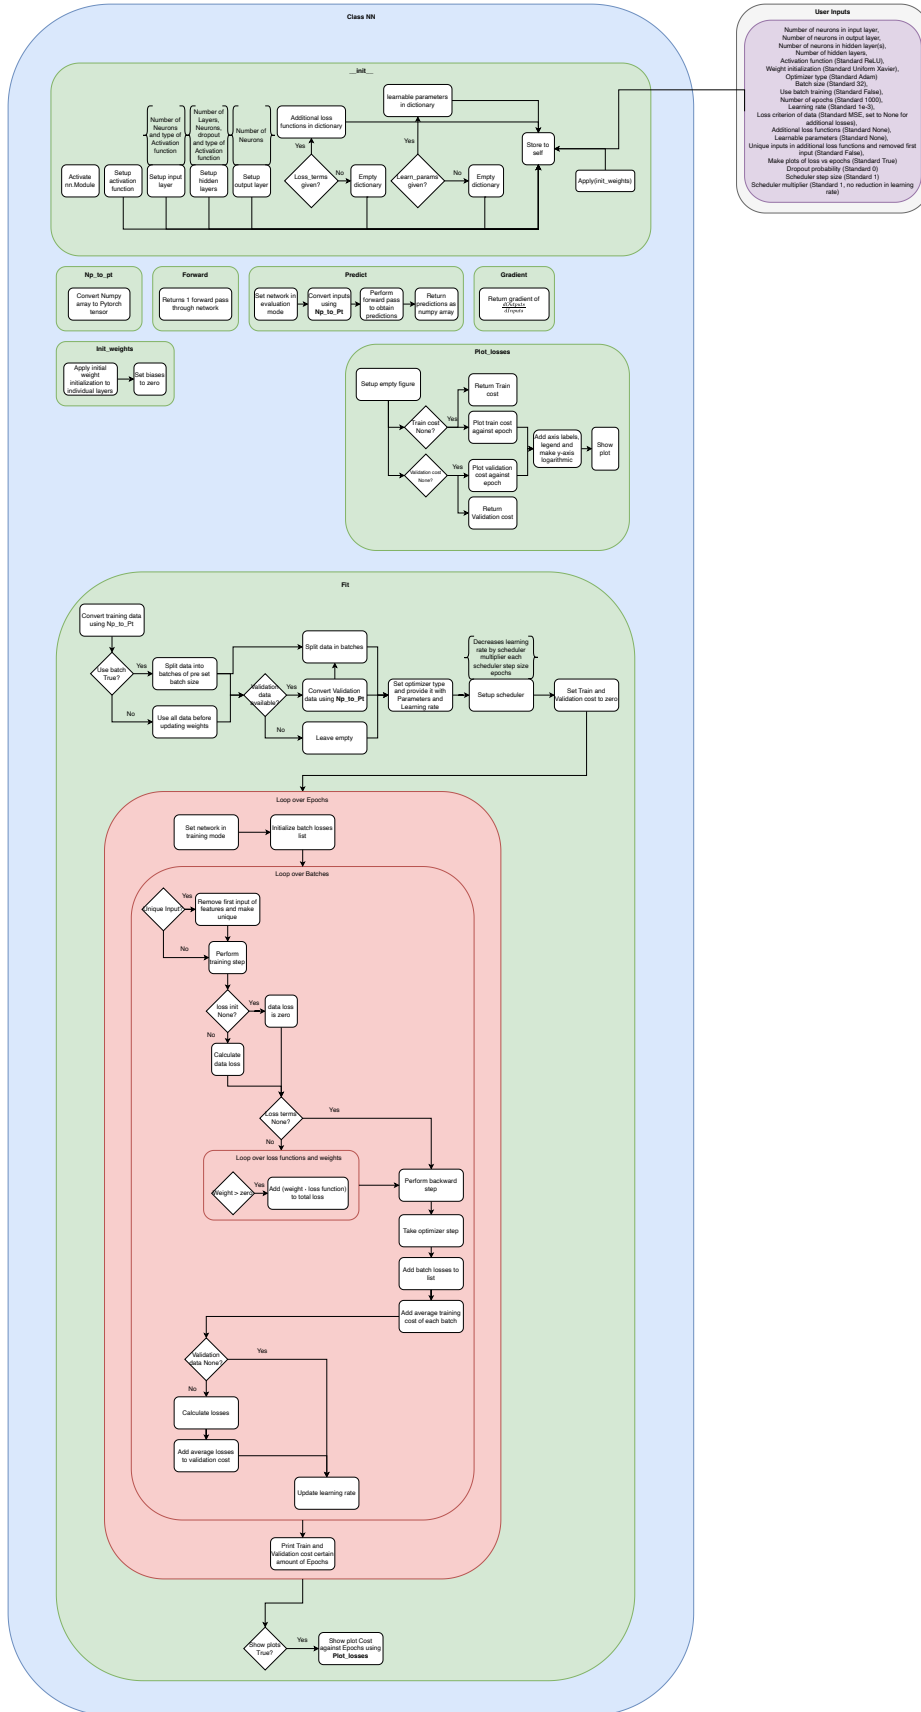 Class NN
User Inputs
Number of neurons in input layer,
Number of neurons in output layer,
Number of neurons in hidden layer(s),
Number of hidden layers,
Activation function (Standard ReLU),
Weight initialization (Standard Uniform Xavier),
Optimizer type (Standard Adam)
Batch size (Standard 32),
Use batch training (Standard False),
Number of epochs (Standard 1000),
Learning rate (Standard 1e-3),
Loss criterion of data (Standard MSE, set to None for
additional losses),
Additional loss functions (Standard None),
Learnable parameters (Standard None),
Unique inputs in additional loss functions and removed first
input (Standard False),
Make plots of loss vs epochs (Standard True)
Dropout probability (Standard 0)
Scheduler step size (Standard 1)
Scheduler multiplier (Standard 1, no reduction in learning
rate)
__init__
Number of
Neurons and type of
Activation function
Number of
Layers,
Neurons,
dropout and
type of
Activation
function
Number of
Neurons
Additional loss
functions in dictionary
learnable parameters
in dictionary
Store to
self
Yes
Yes
Activate
nn.Module
Setup
activation
function
Setup input
layer
Setup
hidden
layers
Setup
output layer
Loss_terms
given?
No
Empty
dictionary
Learn_params
given?
No
Empty
dictionary
Apply(init_weights)
Np_to_pt
Convert Numpy
array to Pytorch
tensor
Forward
Returns 1 forward pass
through network
Predict
Set network in
evaluation
mode
Convert inputs
using
Np_to_Pt
Perform
forward pass
to obtain
predictions
Return
predictions as
numpy array
Gradient
Return gradient of
dOutputs
dInputs
Init_weights
Apply initial
weight
initialization to
individual layers
Set biases
to zero
Plot_losses
Setup empty figure
Return Train
cost
Train cost
None?
Yes
Plot train cost
against epoch
Add axis labels,
legend and
make y-axis
logarithmic
Show
plot
Validation cost
None?
Yes
Plot validation
cost against
epoch
Return
Validation cost
Fit
Convert training data
using Np_to_Pt
Use batch
True?
Yes
Split data into
batches of pre set
batch size
No
Use all data before
updating weights
Validation
data
available?
Yes
No
Split data in batches
Convert Validation
data using Np_to_Pt
Leave empty
Set optimizer type
and provide it with
Parameters and
Learning rate
Decreases learning
rate by scheduler
multiplier each
scheduler step size
epochs
Setup scheduler
Set Train and
Validation cost to zero
Loop over Epochs
Set network in
training mode
Initialize batch losses
list
Loop over Batches
Unique Input?
Yes
Remove first input of
features and make
unique
No
Perform
training step
loss init
None?
Yes
data loss
is zero
No
Calculate
data loss
Loss terms
None?
Yes
No
Loop over loss functions and weights
Weight > zero
Yes
Add (weight · loss function)
to total loss
Perform backward
step
Take optimizer step
Add batch losses to
list
Add average training
cost of each batch
Validation
data None?
Yes
No
Calculate losses
Add average losses
to validation cost
Update learning rate
Print Train and
Validation cost certain
amount of Epochs
Show plots
True?
Yes
Show plot Cost
against Epochs using
Plot_losses